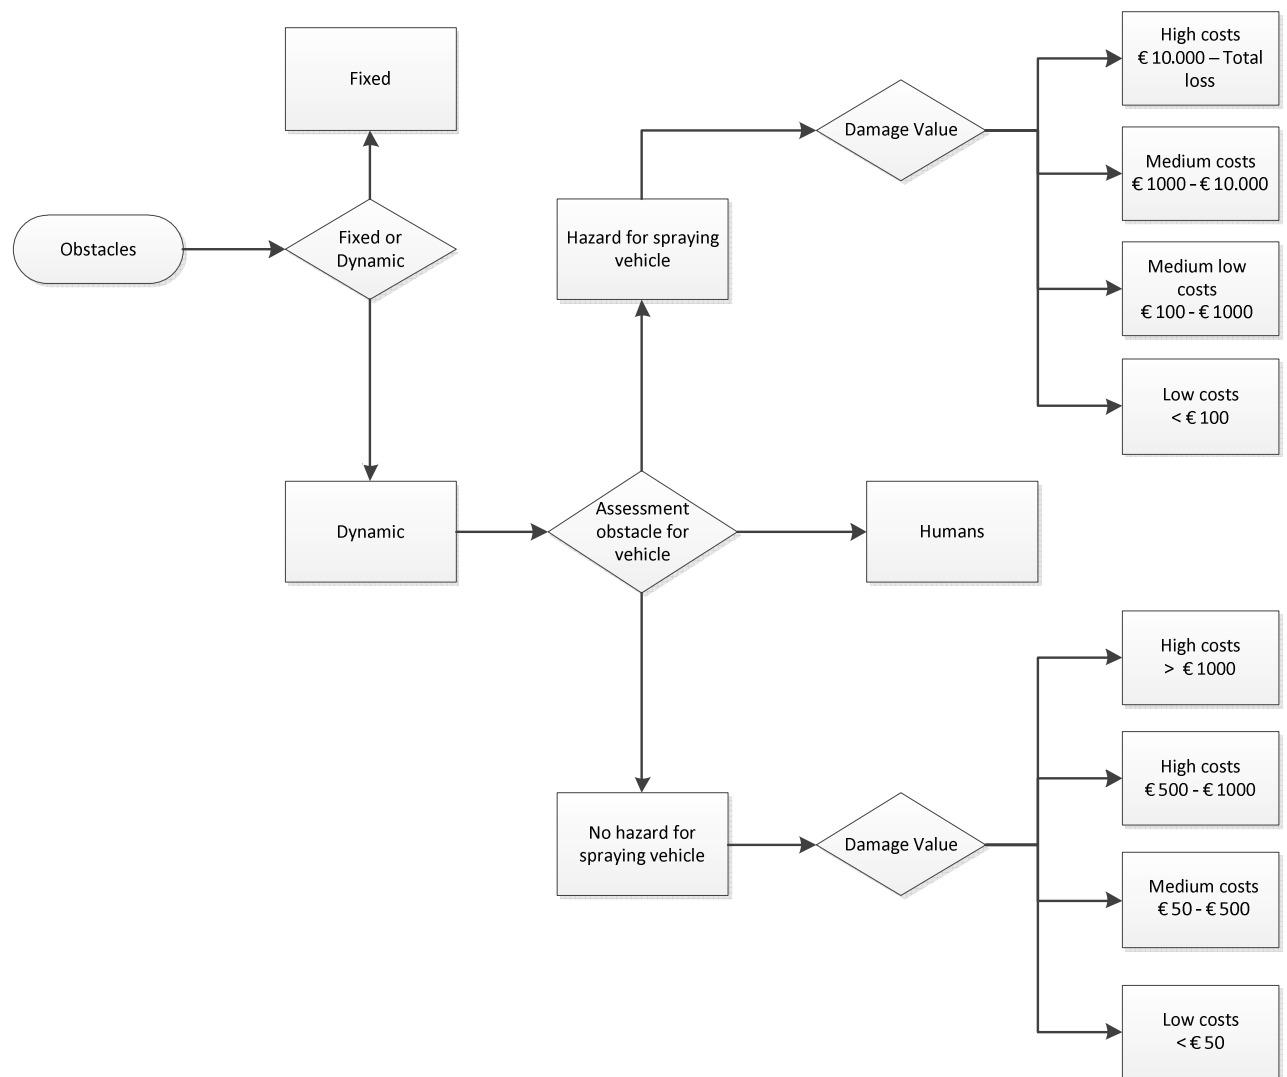 Fixed
Obstacles
Fixed or
Dynamic
Dynamic
Hazard for spraying
vehicle
Damage Value
High costs
€ 10.000 – Total
loss
Medium costs
€ 1000 - € 10.000
Medium low
costs
€ 100 - € 1000
Low costs
< € 100
Assessment
obstacle for
vehicle
Humans
No hazard for
spraying vehicle
Damage Value
High costs
> € 1000
High costs
€ 500 - € 1000
Medium costs
€ 50 - € 500
Low costs
< € 50